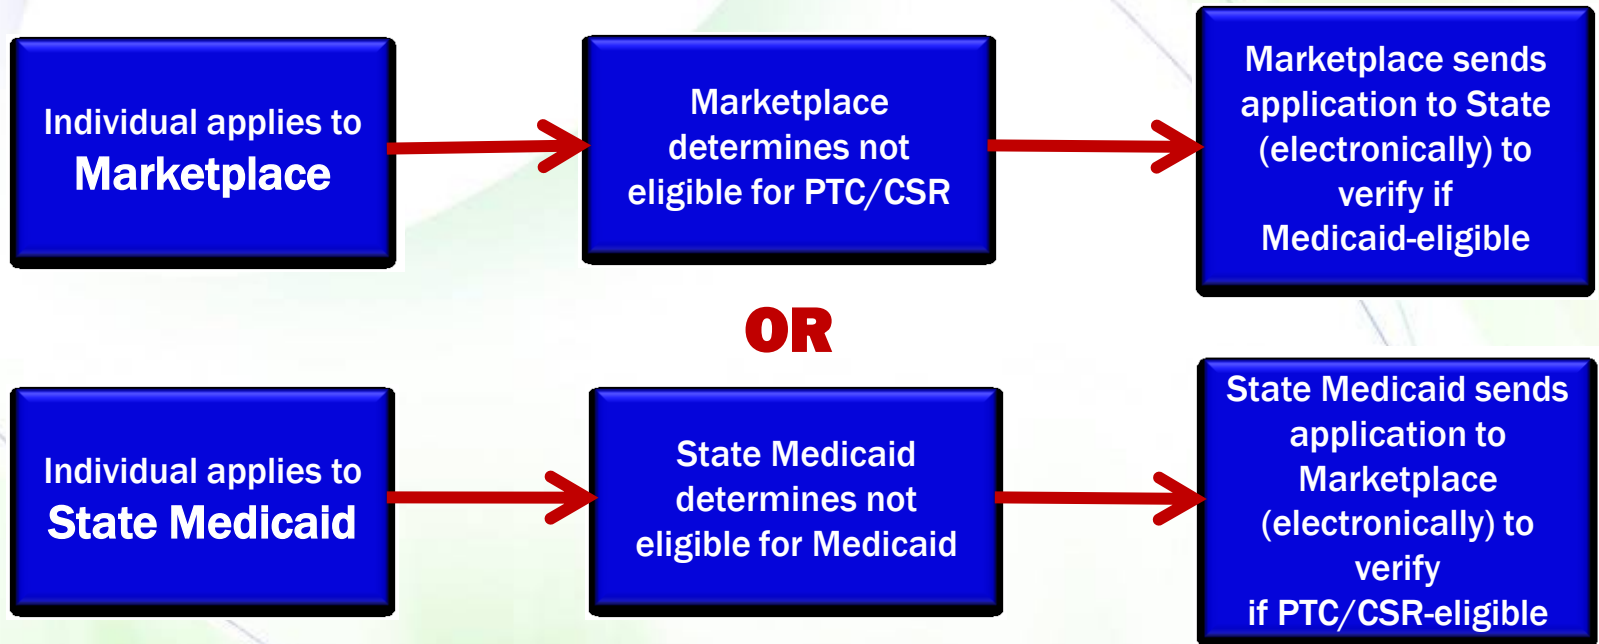 Individual applies to
Marketplace
Marketplace
determines not
eligible for PTC/CSR
Marketplace sends
application to State
(electronically) to
verify if
Medicaid-eligible
OR
Individual applies to
State Medicaid
State Medicaid
determines not
eligible for Medicaid
State Medicaid sends
application to
Marketplace
(electronically) to
verify
if PTC/CSR-eligible